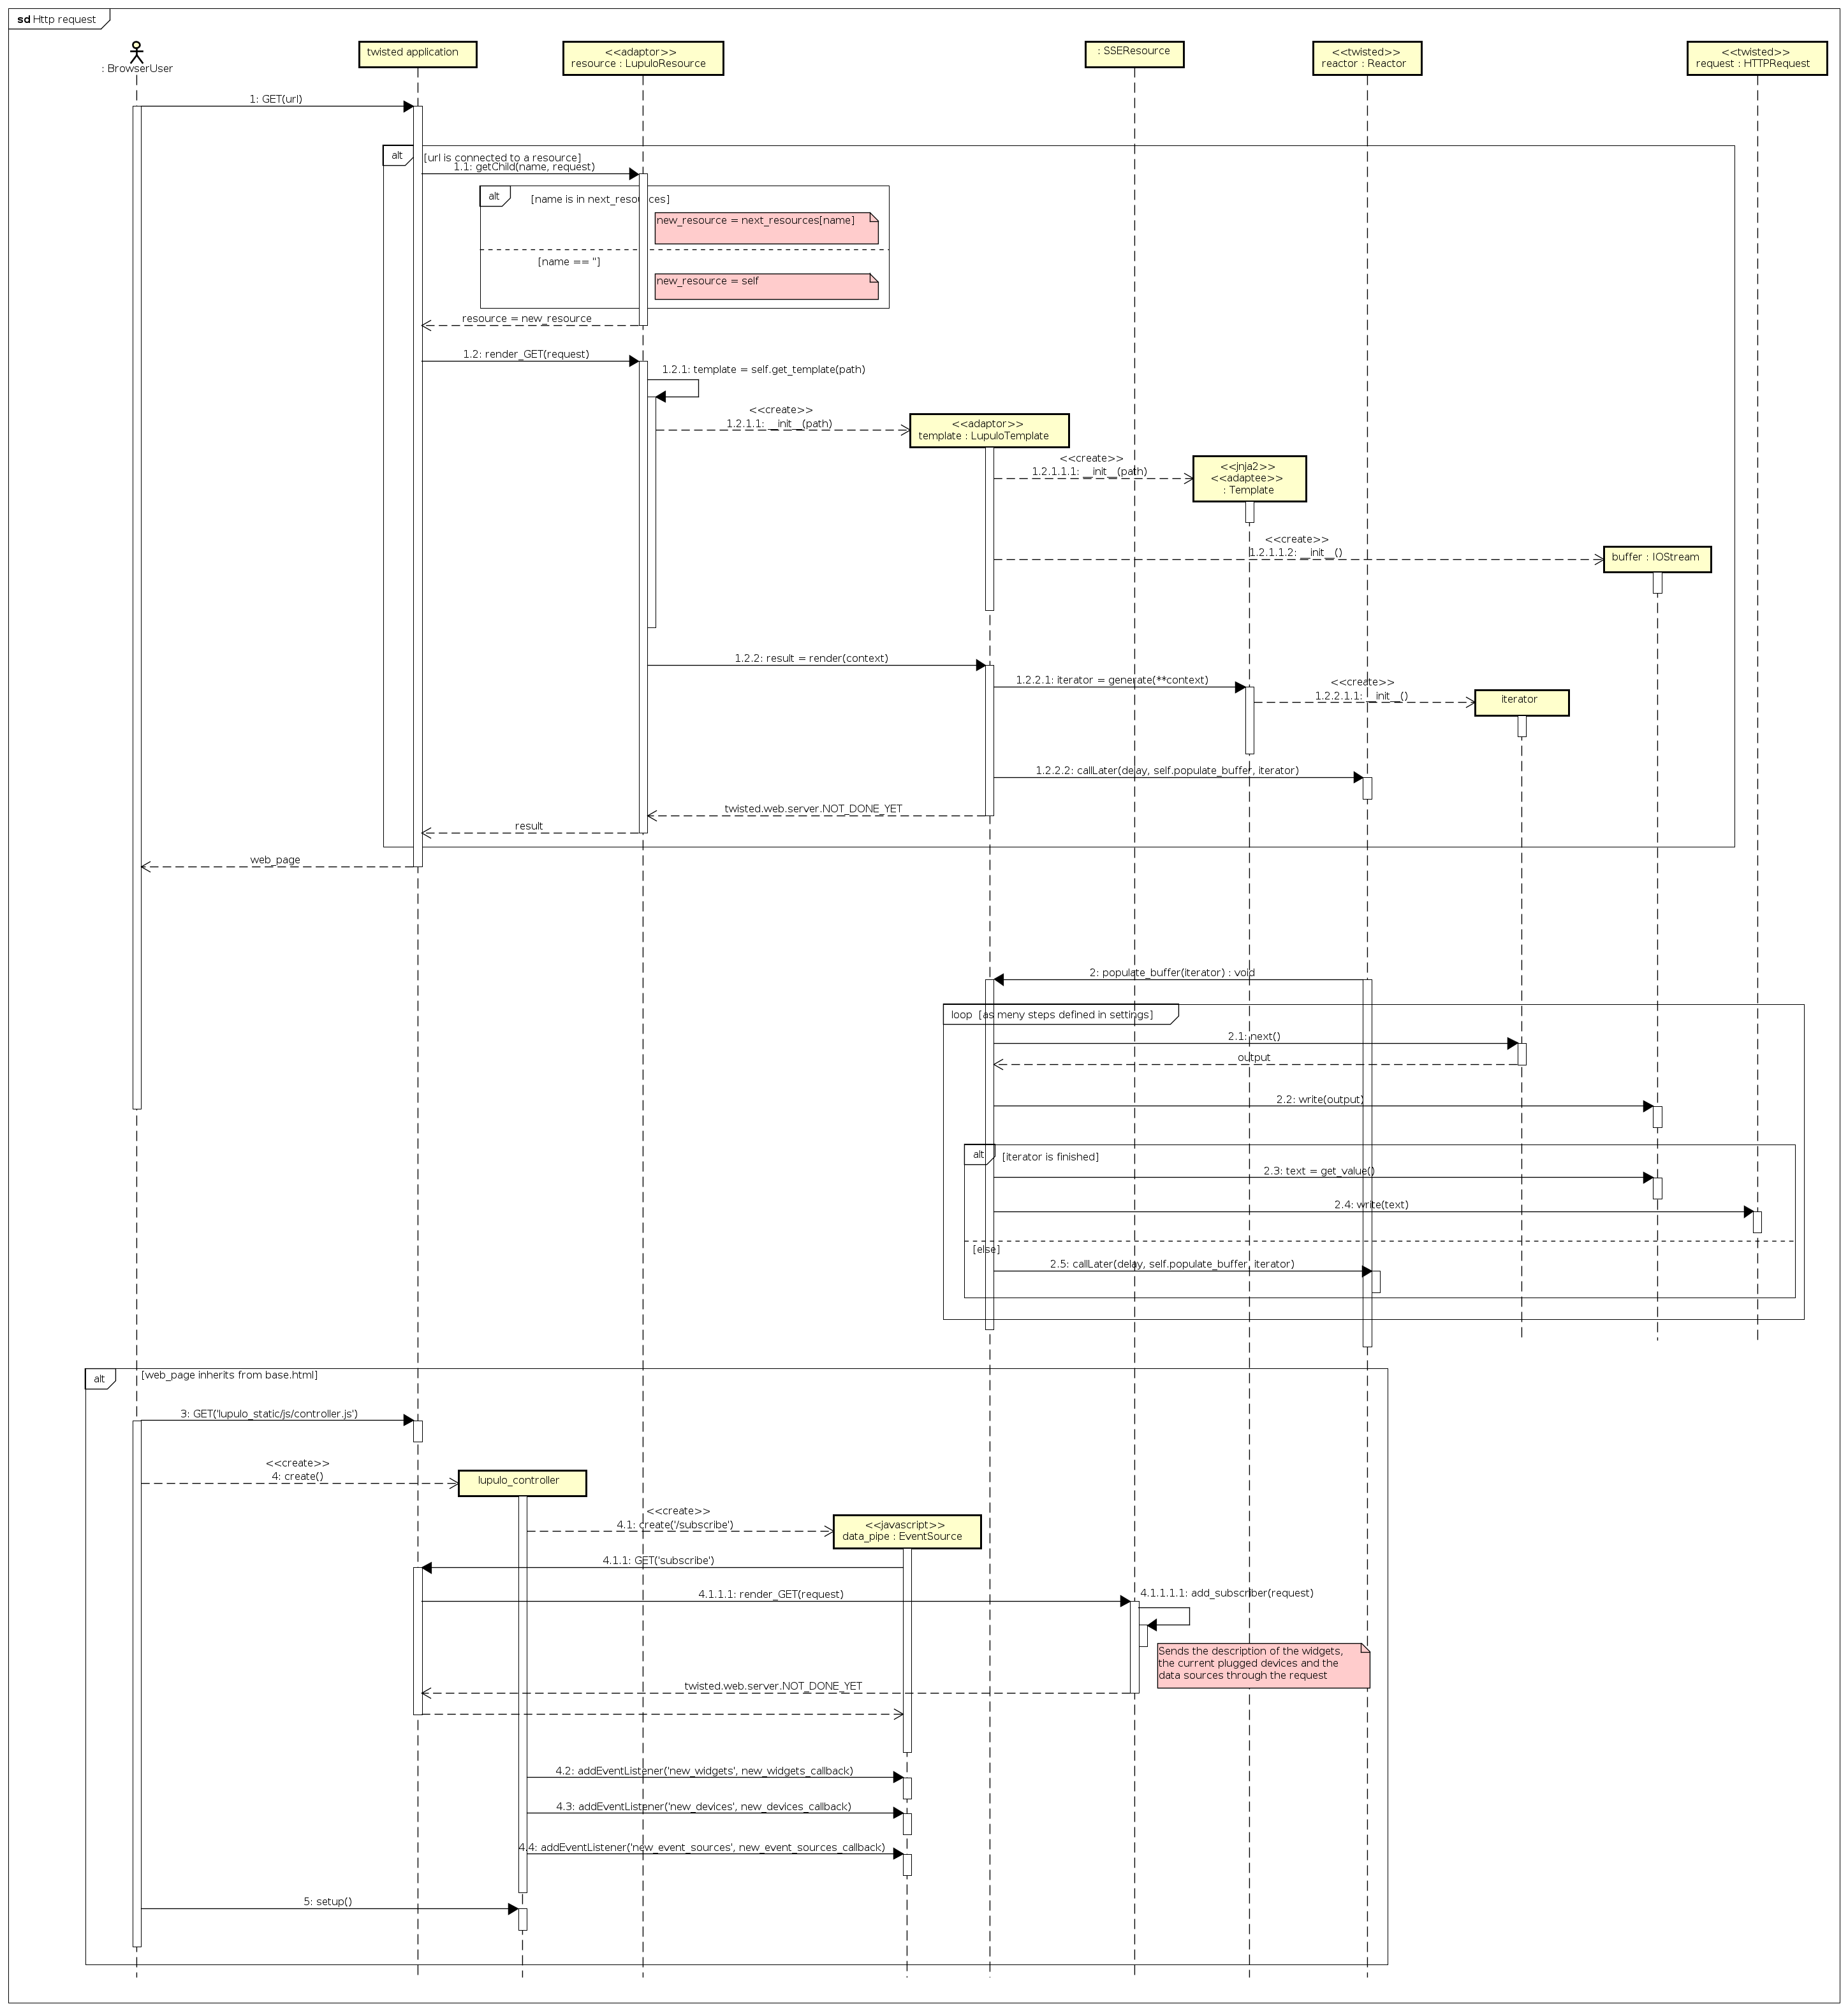 sd Http request
: BrowserUser
twisted application
<<adaptor>>
resource : LupuloResource
: SSEResource
<<twisted>>
reactor : Reactor
<<twisted>>
request : HTTPRequest
1: GET(url)
alt
[url is connected to a resource]
1.1: getChild(name, request)
alt
[name is in next_resources]
new_resource = next_resources[name]
[name == '']
new_resource = self
resource = new_resource
1.2: render_GET(request)
1.2.1: template = self.get_template(path)
<<create>>
1.2.1.1: __init__(path)
<<adaptor>>
template : LupuloTemplate
<<create>>
1.2.1.1.1: __init__(path)
<<jnja2>>
<<adaptee>>
: Template
<<create>>
1.2.1.1.2: __init__()
buffer : IOStream
1.2.2: result = render(context)
1.2.2.1: iterator = generate(**context)
<<create>>
1.2.2.1.1: __init__()
iterator
1.2.2.2: callLater(delay, self.populate_buffer, iterator)
twisted.web.server.NOT_DONE_YET
result
web_page
2: populate_buffer(iterator) : void
loop [as meny steps defined in settings]
2.1: next()
output
2.2: write(output)
alt
[iterator is finished]
2.3: text = get_value()
2.4: write(text)
[else]
2.5: callLater(delay, self.populate_buffer, iterator)
alt
[web_page inherits from base.html]
3: GET('lupulo_static/js/controller.js')
<<create>>
4: create()
lupulo_controller
<<create>>
4.1: create('/subscribe')
<<javascript>>
data_pipe : EventSource
4.1.1: GET('subscribe')
4.1.1.1: render_GET(request)
4.1.1.1.1: add_subscriber(request)
Sends the description of the widgets,
the current plugged devices and the
data sources through the request
twisted.web.server.NOT_DONE_YET
4.2: addEventListener('new_widgets', new_widgets_callback)
4.3: addEventListener('new_devices', new_devices_callback)
4.4: addEventListener('new_event_sources', new_event_sources_callback)
5: setup()